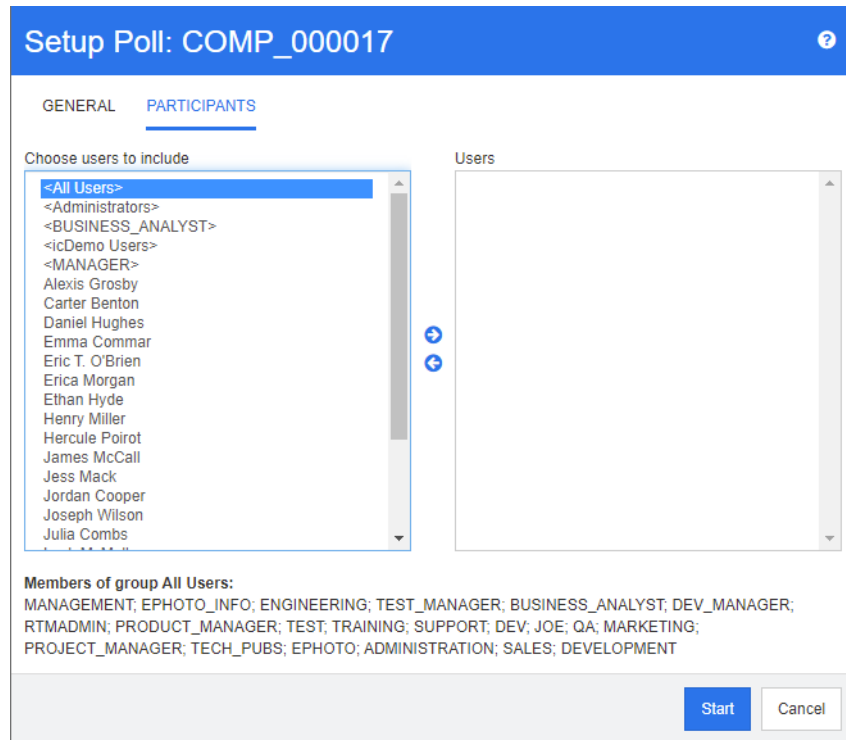 Setup Poll: COMP_000017
GENERAL PARTICIPANTS
Choose users to include
Users
<All Users>
<Administrators>
<BUSINESS_ANALYST>
<icDemo Users>
<MANAGER>
Alexis Grosby
Carter Benton
Daniel Hughes
Emma Commar
Eric T. O'Brien
Erica Morgan
Ethan Hyde
Henry Miller
Hercule Poirot
James McCall
Jess Mack
Jordan Cooper
Joseph Wilson
Julia Combs
Members of group All Users:
MANAGEMENT; EPHOTO_INFO; ENGINEERING; TEST_MANAGER; BUSINESS_ANALYST; DEV_MANAGER;
RTMADMIN; PRODUCT_MANAGER; TEST; TRAINING; SUPPORT; DEV; JOE; QA; MARKETING;
PROJECT_MANAGER; TECH_PUBS; EPHOTO; ADMINISTRATION; SALES; DEVELOPMENT
Start Cancel